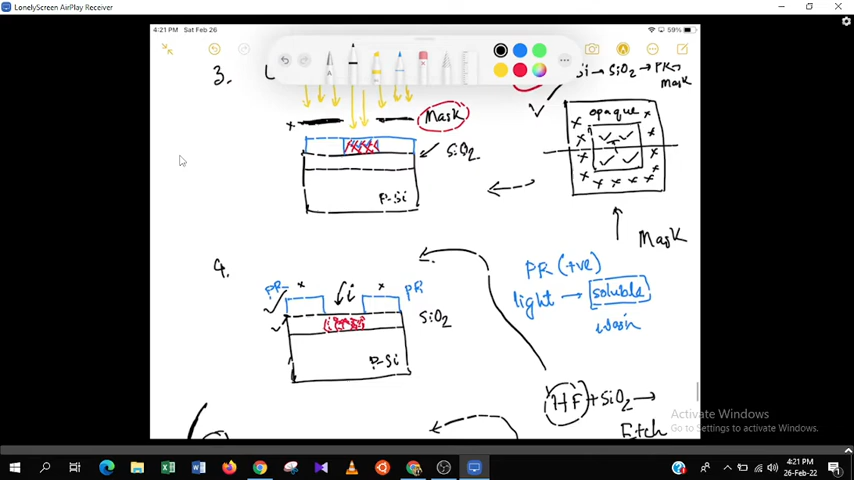 LonelyScreen AirPlay Receiver
4:21 PM Sat Feb 26
59%
3.
Si → SiO₂ → PR →
Mask
Mask
opaque
SiO₂
P-Si
Mask
4.
PR (+ve)
light → soluble
wash
PR
i
PR
SiO₂
P-Si
HF + SiO₂ →
Etch
Activate Windows
Go to Settings to activate Windows.
4:21 PM
26-Feb-22